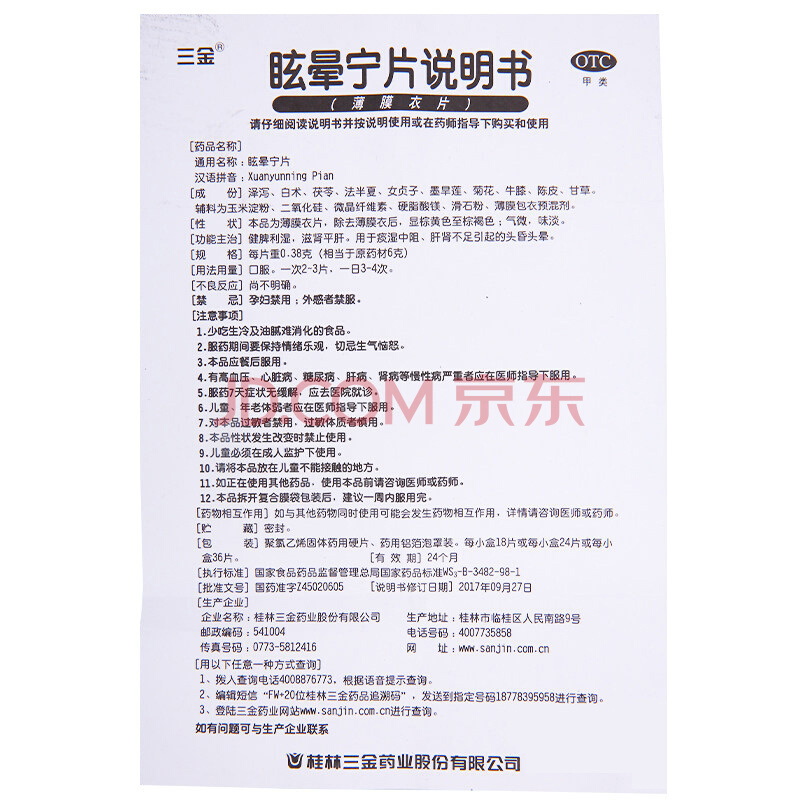 三金®
眩晕宁片说明书
OTC
甲类
（薄膜衣片）
请仔细阅读说明书并按说明使用或在药师指导下购买和使用
[药品名称]
通用名称：眩晕宁片
汉语拼音：Xuanyunning Pian
[成 份] 泽泻、白术、茯苓、法半夏、女贞子、墨旱莲、菊花、牛膝、陈皮、甘草。
辅料为玉米淀粉、二氧化硅、微晶纤维素、硬脂酸镁、滑石粉、薄膜包衣预混剂。
[性 状] 本品为薄膜衣片，除去薄膜衣后，显棕黄色至棕褐色；气微，味淡。
[功能主治] 健脾利湿，滋肾平肝。用于痰湿中阻、肝肾不足引起的头昏头晕。
[规 格] 每片重0.38克（相当于原药材6克）
[用法用量] 口服。一次2-3片，一日3-4次。
[不良反应] 尚不明确。
[禁 忌] 孕妇禁用；外感者禁服。
[注意事项]
1.少吃生冷及油腻难消化的食品。
2.服药期间要保持情绪乐观，切忌生气恼怒。
3.本品应餐后服用。
4.有高血压、心脏病、糖尿病、肝病、肾病等慢性病严重者应在医师指导下服用。
5.服药7天症状无缓解，应去医院就诊。
6.儿童、年老体弱者应在医师指导下服用。
JD.COM 京东
7.对本品过敏者禁用，过敏体质者慎用。
8.本品性状发生改变时禁止使用。
9.儿童必须在成人监护下使用。
10.请将本品放在儿童不能接触的地方。
11.如正在使用其他药品，使用本品前请咨询医师或药师。
12.本品拆开复合膜袋包装后，建议一周内服用完。
[药物相互作用] 如与其他药物同时使用可能会发生药物相互作用，详情请咨询医师或药师。
[贮 藏] 密封。
[包 装] 聚氯乙烯固体药用硬片、药用铝箔泡罩装。每小盒18片或每小盒24片或每小
盒36片。 [有 效 期] 24个月
[执行标准] 国家食品药品监督管理总局国家药品标准WS₃-B-3482-98-1
[批准文号] 国药准字Z45020605 [说明书修订日期] 2017年09月27日
[生产企业]
企业名称：桂林三金药业股份有限公司 生产地址：桂林市临桂区人民南路9号
邮政编码：541004 电话号码：4007735858
传真号码：0773-5812416 网 址：www.sanjin.com.cn
[用以下任意一种方式查询]
1、拨入查询电话4008876773，根据语音提示查询。
2、编辑短信“FW+20位桂林三金药品追溯码”，发送到指定号码18778395958进行查询。
3、登陆三金药业网站www.sanjin.com.cn进行查询。
如有问题可与生产企业联系
桂林三金药业股份有限公司